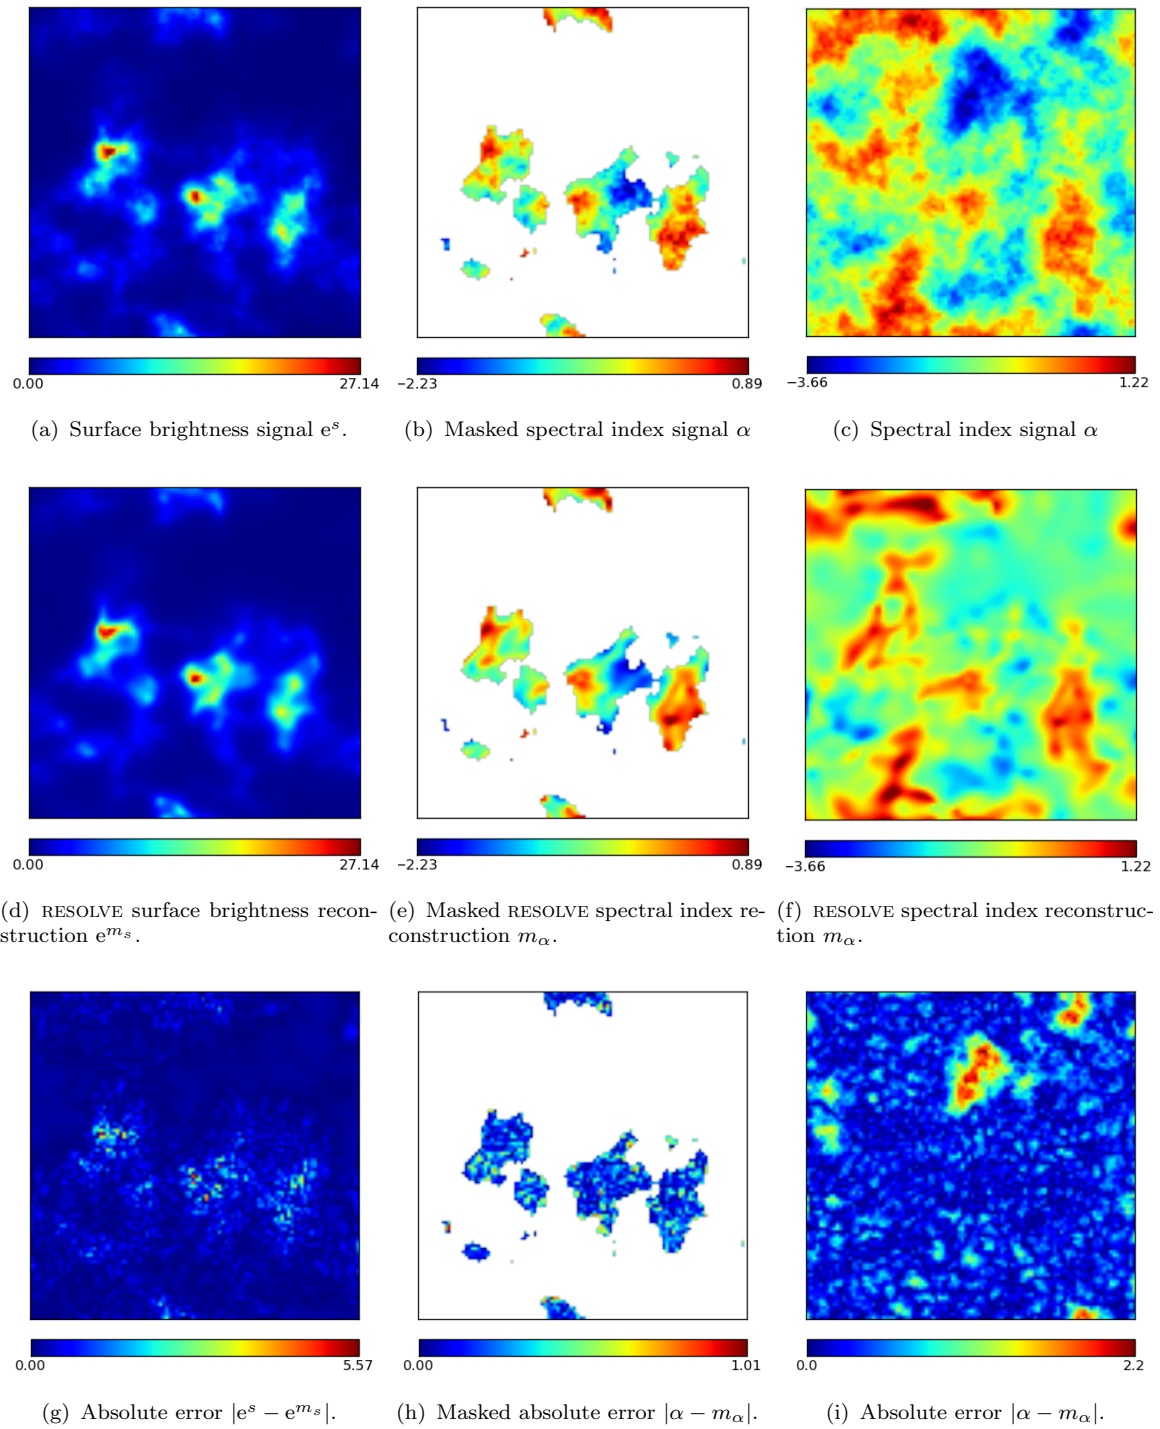 0.00 27.14
−2.23 0.89
−3.66 1.22
(a) Surface brightness signal eˢ.
(b) Masked spectral index signal α
(c) Spectral index signal α
0.00 27.14
−2.23 0.89
−3.66 1.22
(d) RESOLVE surface brightness recon-
struction e^{m_s}.
(e) Masked RESOLVE spectral index re-
construction m_α.
(f) RESOLVE spectral index reconstruc-
tion m_α.
0.00 5.57
0.00 1.01
0.0 2.2
(g) Absolute error |eˢ − e^{m_s}|.
(h) Masked absolute error |α − m_α|.
(i) Absolute error |α − m_α|.